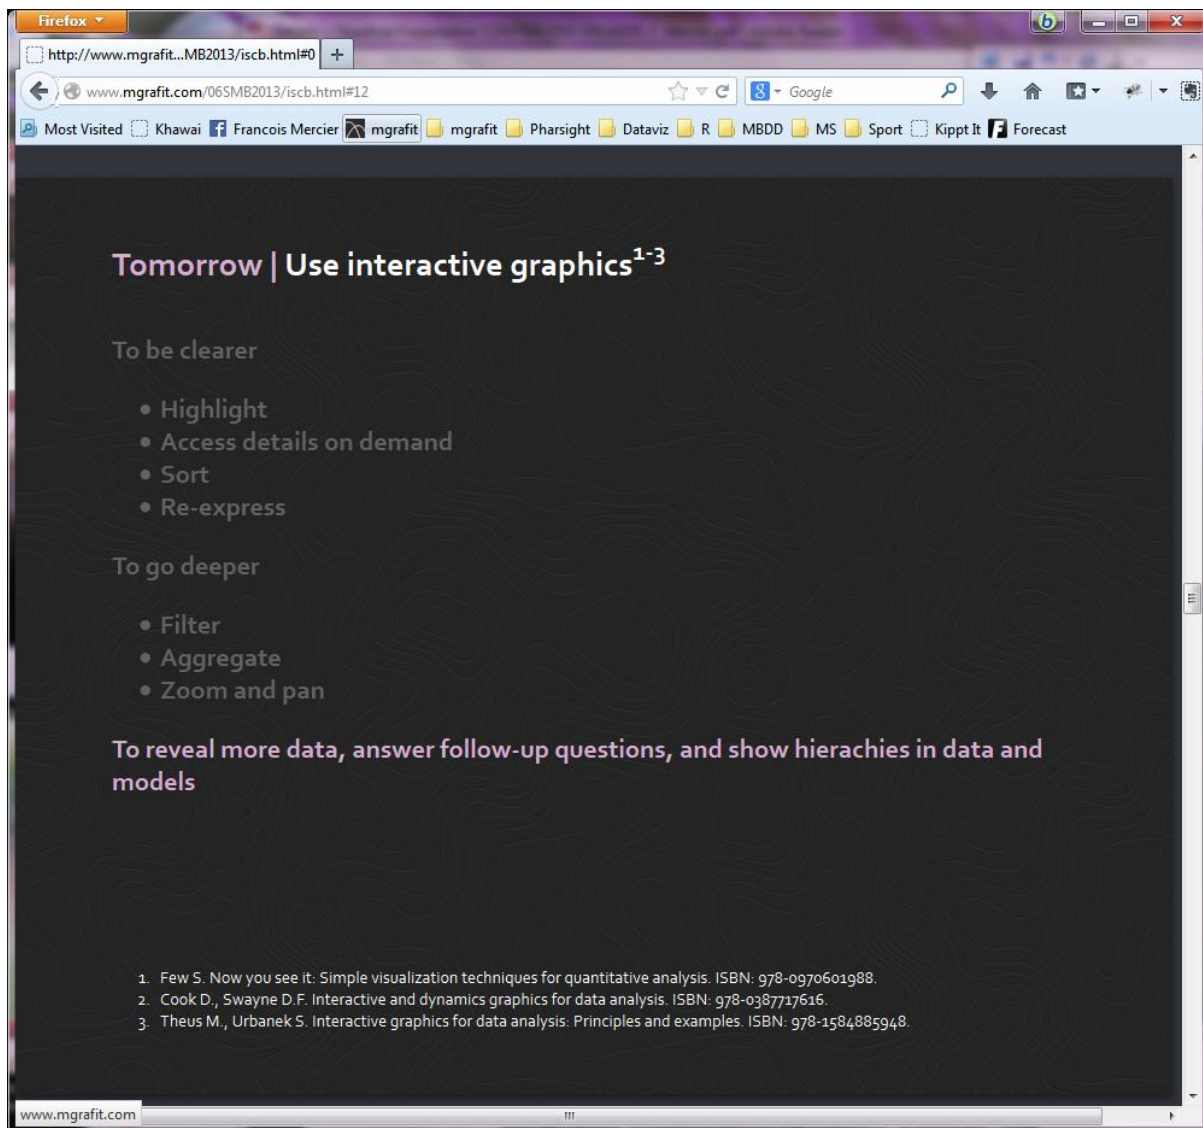 Firefox
b
http://www.mgrafit...MB2013/iscb.html#0 +
www.mgrafit.com/06SMB2013/iscb.html#12
8 Google
Most Visited Khawai Francois Mercier mgrafit mgrafit Pharsight Dataviz R MBDD MS Sport Kippt It Forecast
Tomorrow | Use interactive graphics1-3
To be clearer
• Highlight
• Access details on demand
• Sort
• Re-express
To go deeper
• Filter
• Aggregate
• Zoom and pan
To reveal more data, answer follow-up questions, and show hierachies in data and
models
1. Few S. Now you see it: Simple visualization techniques for quantitative analysis. ISBN: 978-0970601988.
2. Cook D., Swayne D.F. Interactive and dynamics graphics for data analysis. ISBN: 978-0387717616.
3. Theus M., Urbanek S. Interactive graphics for data analysis: Principles and examples. ISBN: 978-1584885948.
www.mgrafit.com